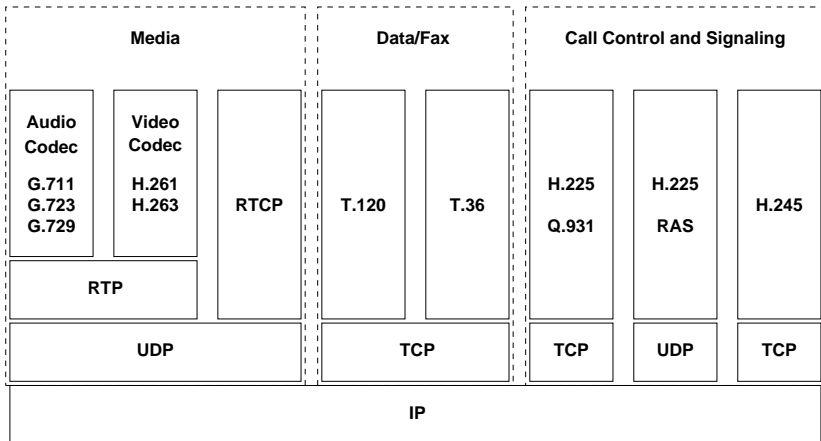 Media
Data/Fax
Call Control and Signaling
Audio
Codec
G.711
G.723
G.729
Video
Codec
H.261
H.263
RTCP
RTP
UDP
T.120
T.36
TCP
H.225
Q.931
H.225
RAS
H.245
TCP
UDP
TCP
IP